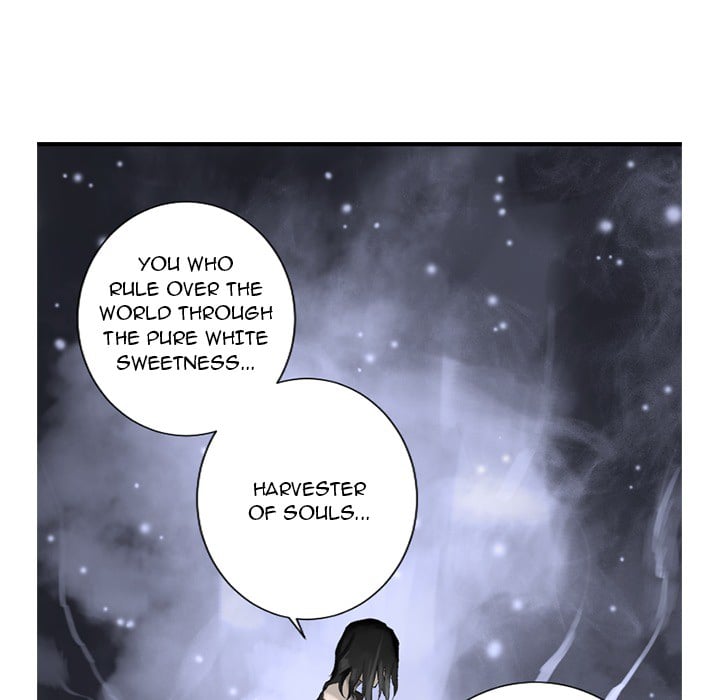 YOU WHO
RULE OVER THE
WORLD THROUGH
THE PURE WHITE
SWEETNESS...
HARVESTER
OF SOULS...